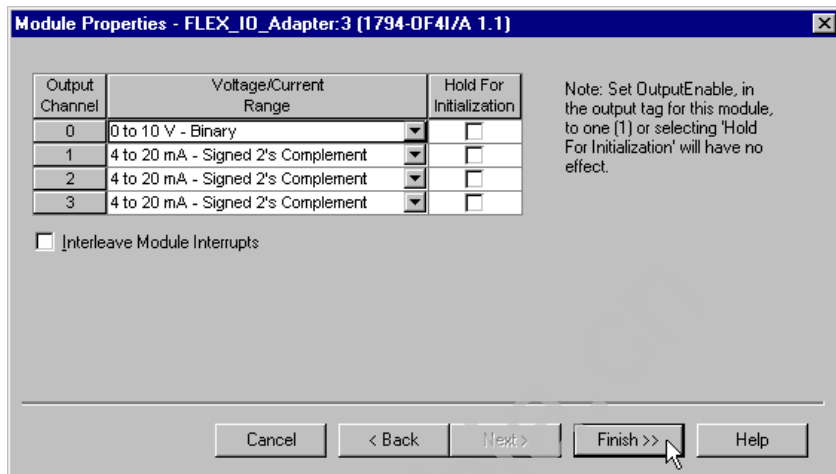 Module Properties - FLEX_IO_Adapter:3 (1794-OF4I/A 1.1)
Output Channel Voltage/Current Range Hold For Initialization
0 0 to 10 V - Binary
1 4 to 20 mA - Signed 2's Complement
2 4 to 20 mA - Signed 2's Complement
3 4 to 20 mA - Signed 2's Complement
Note: Set OutputEnable, in
the output tag for this module,
to one (1) or selecting 'Hold
For Initialization' will have no
effect.
Interleave Module Interrupts
Cancel
< Back
Next >
Finish >>
Help